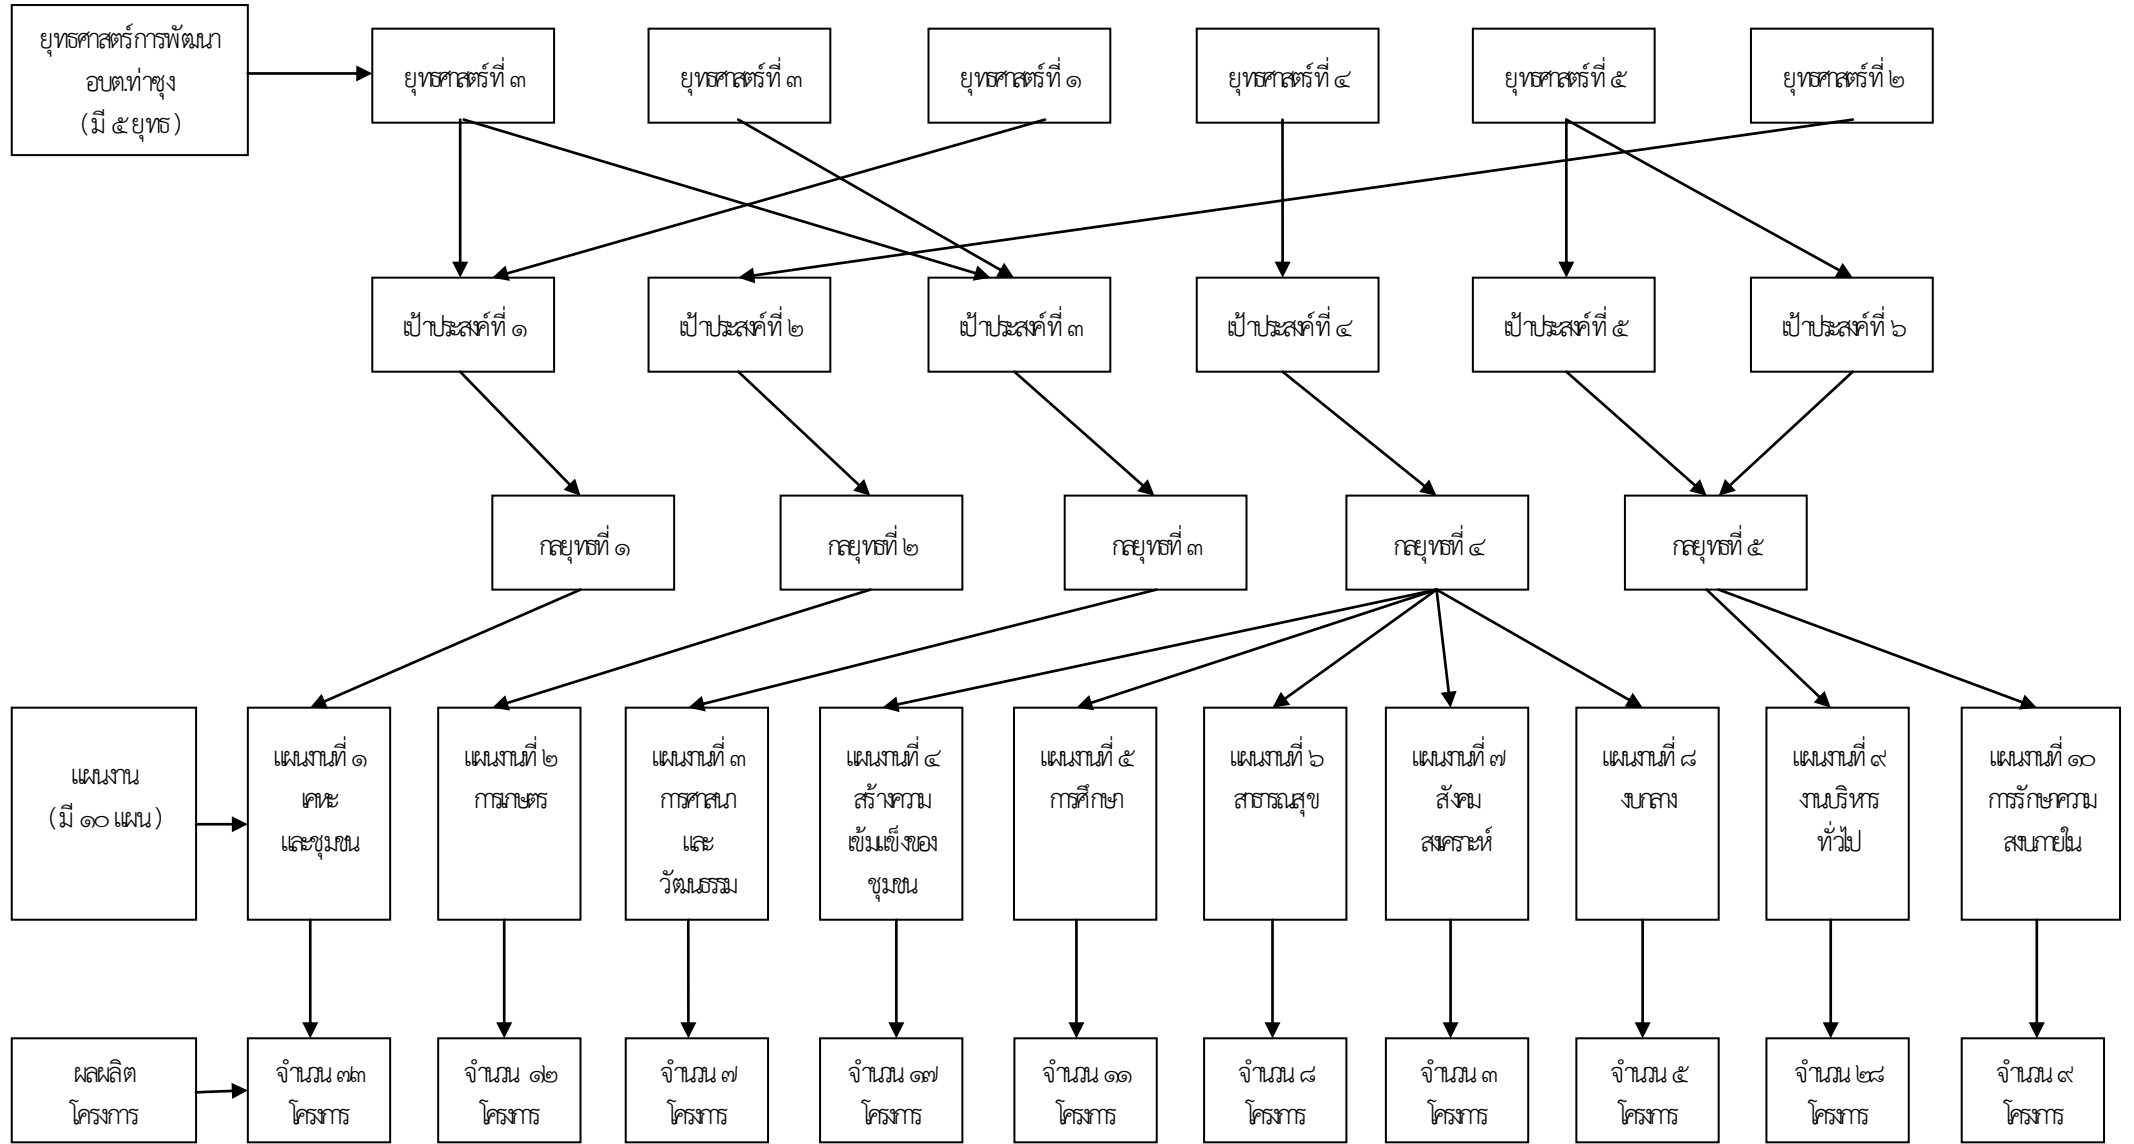 ยุทธศาสตร์การพัฒนา
อบต.ท่าซุง
(มี ๕ ยุทธ)
ยุทธศาสตร์ที่ ๓
ยุทธศาสตร์ที่ ๓
ยุทธศาสตร์ที่ ๑
ยุทธศาสตร์ที่ ๔
ยุทธศาสตร์ที่ ๕
ยุทธศาสตร์ที่ ๒
เป้าประสงค์ที่ ๑
เป้าประสงค์ที่ ๒
เป้าประสงค์ที่ ๓
เป้าประสงค์ที่ ๔
เป้าประสงค์ที่ ๕
เป้าประสงค์ที่ ๖
กลยุทธที่ ๑
กลยุทธที่ ๒
กลยุทธที่ ๓
กลยุทธที่ ๔
กลยุทธที่ ๕
แผนงาน
(มี ๑๐ แผน)
แผนงานที่ ๑
เคหะ
และชุมชน
แผนงานที่ ๒
การเกษตร
แผนงานที่ ๓
การศาสนา
และ
วัฒนธรรม
แผนงานที่ ๔
สร้างความ
เข้มแข็งของ
ชุมชน
แผนงานที่ ๕
การศึกษา
แผนงานที่ ๖
สาธารณสุข
แผนงานที่ ๗
สังคม
สงเคราะห์
แผนงานที่ ๘
งบกลาง
แผนงานที่ ๙
งานบริหาร
ทั่วไป
แผนงานที่ ๑๐
การรักษาความ
สงบภายใน
ผลผลิต
โครงการ
จำนวน ๗๓
โครงการ
จำนวน ๑๒
โครงการ
จำนวน ๗
โครงการ
จำนวน ๑๗
โครงการ
จำนวน ๑๑
โครงการ
จำนวน ๘
โครงการ
จำนวน ๓
โครงการ
จำนวน ๕
โครงการ
จำนวน ๒๘
โครงการ
จำนวน ๙
โครงการ